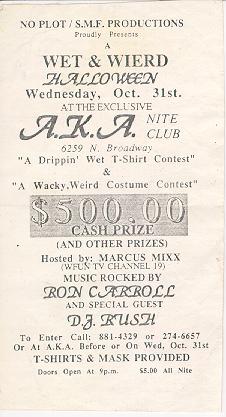 NO PLOT / S.M.F. PRODUCTIONS
Proudly Presents
A
WET & WIERD
HALLOWEEN
Wednesday, Oct. 31st.
AT THE EXCLUSIVE
A.K.A. NITE CLUB
6259 N. Broadway
"A Drippin' Wet T-Shirt Contest"
&
"A Wacky, Weird Costume Contest"
$500.00
CASH PRIZE
(AND OTHER PRIZES)
Hosted by: MARCUS MIXX
(WFUN TV CHANNEL 19)
MUSIC ROCKED BY
RON CARROLL
AND SPECIAL GUEST
D.J. RUSH
To Enter Call: 881-4329 or 274-6657
Or At A.K.A. Before or On Wed, Oct. 31st
T-SHIRTS & MASK PROVIDED
Doors Open At 9p.m. $5.00 All Nite